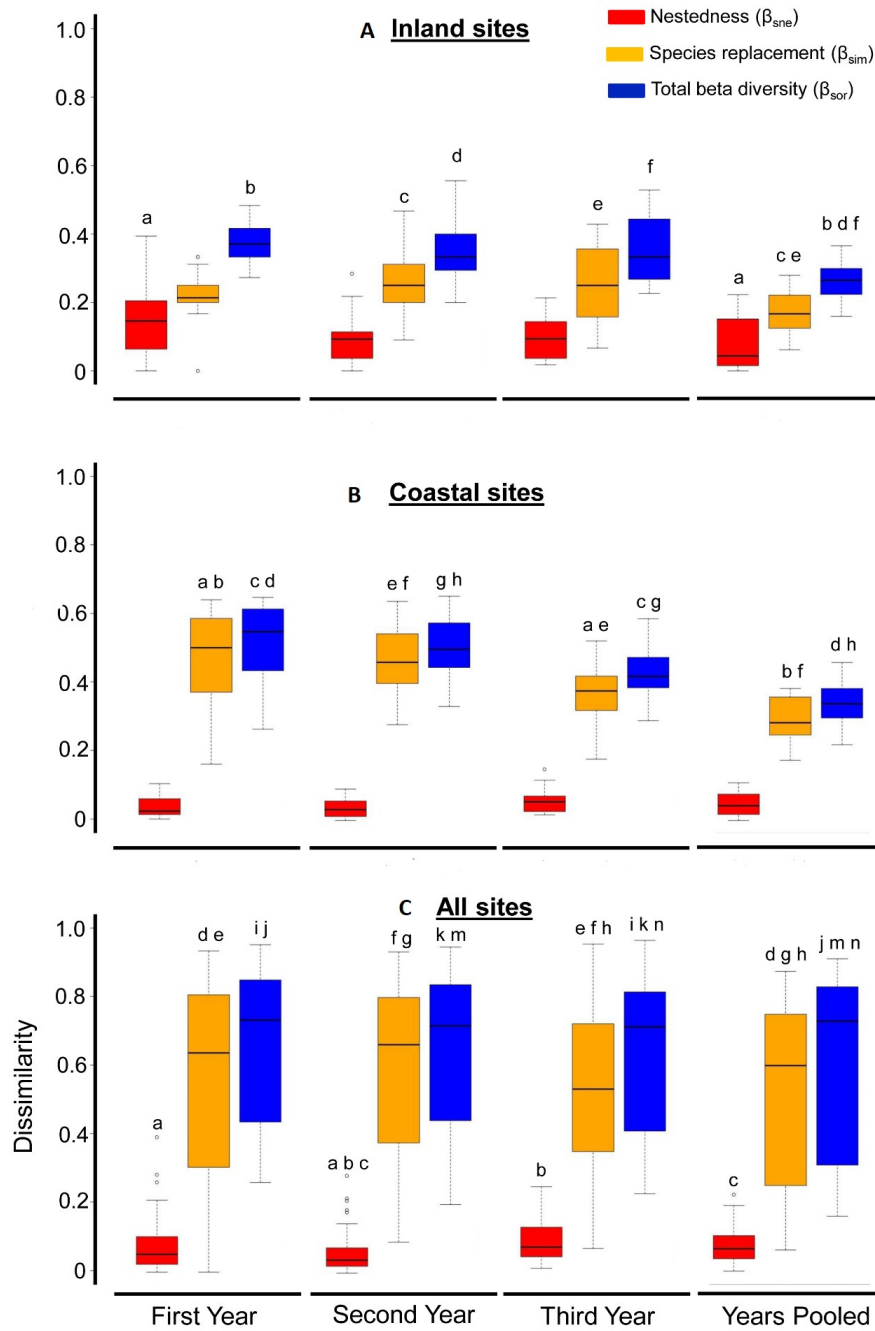 A Inland sites
Nestedness (βsne)
Species replacement (βsim)
Total beta diversity (βsor)
1.0
0.8
0.6
0.4
0.2
0
a
b
c
d
e
f
a
c e
b d f
B Coastal sites
1.0
0.8
0.6
0.4
0.2
0
a b
c d
e f
g h
a e
c g
b f
d h
C All sites
Dissimilarity
1.0
0.8
0.6
0.4
0.2
0
a
d e
i j
a b c
f g
k m
b
e f h
i k n
c
d g h
j m n
First Year
Second Year
Third Year
Years Pooled